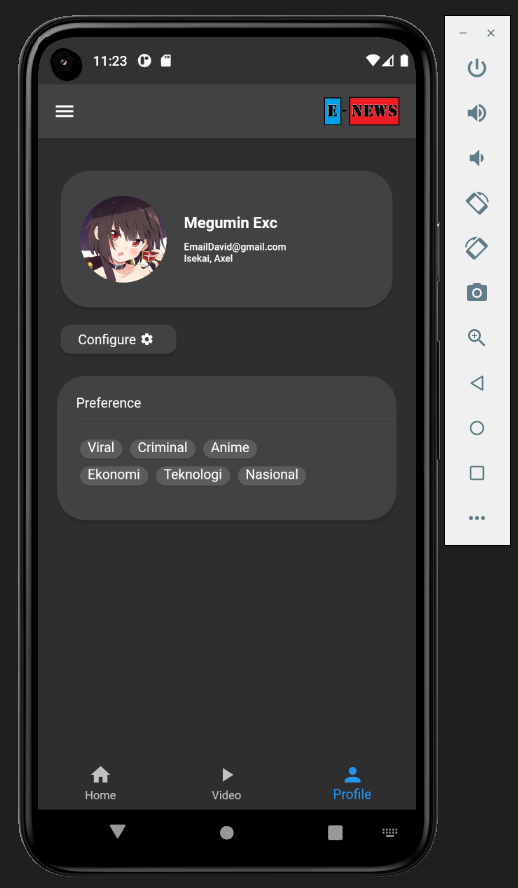 11:23
E-NEWS
Megumin Exc
EmailDavid@gmail.com
Isekai, Axel
Configure
Preference
Viral Criminal Anime
Ekonomi Teknologi Nasional
Home Video Profile